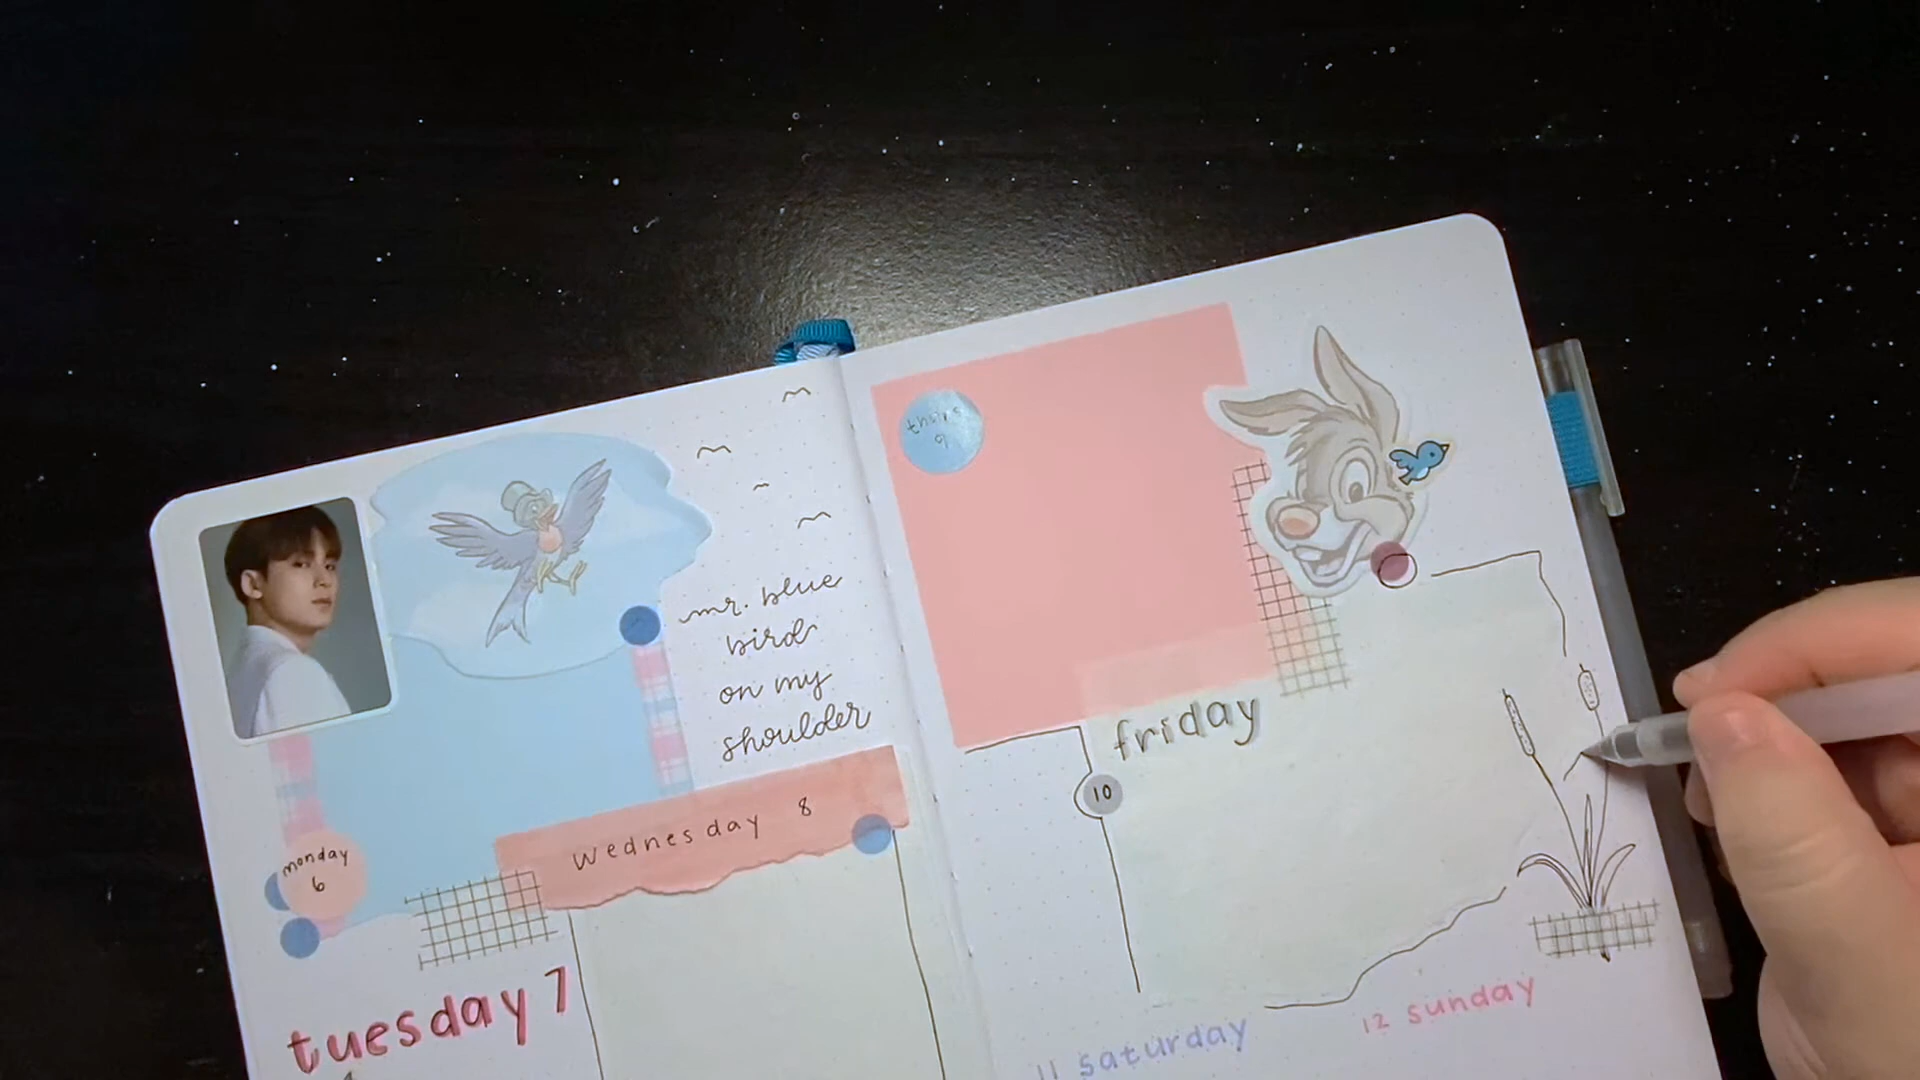 mr. blue
bird
on my
shoulder
monday
6
wednesday 8
tuesday 7
thurs
9
friday
10
11 saturday
12 sunday